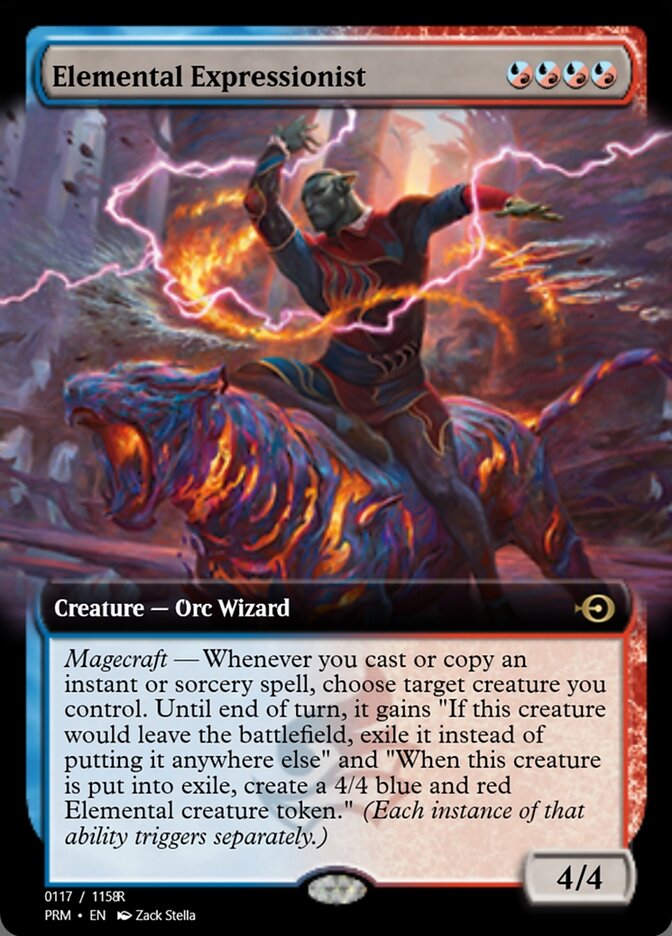 Elemental Expressionist
Creature — Orc Wizard
Magecraft — Whenever you cast or copy an
instant or sorcery spell, choose target creature you
control. Until end of turn, it gains "If this creature
would leave the battlefield, exile it instead of
putting it anywhere else" and "When this creature
is put into exile, create a 4/4 blue and red
Elemental creature token." (Each instance of that
ability triggers separately.)
4/4
0117 / 1158R
PRM • EN Zack Stella